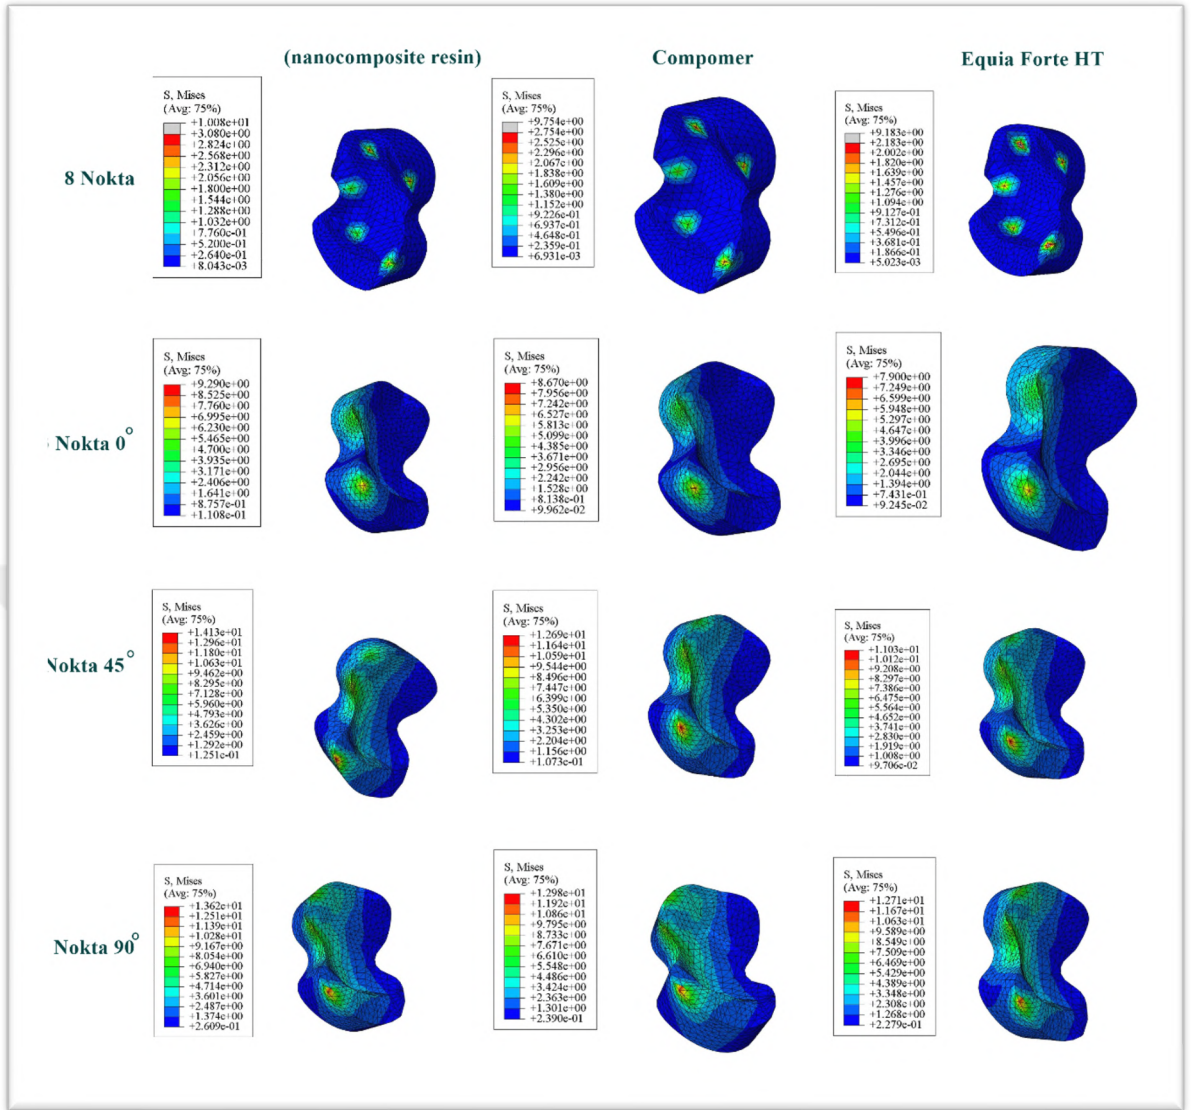 (nanocomposite resin) Compomer Equia Forte HT
8 Nokta
S, Mises
(Avg: 75%)
+1.008e+01
+3.080e+00
+2.824e+00
+2.568e+00
+2.312e+00
+2.056e+00
+1.800e+00
+1.544e+00
+1.288e+00
+1.032e+00
+7.760e-01
+5.200e-01
+2.640e-01
+8.043e-03
S, Mises
(Avg: 75%)
+9.754e+00
+2.754e+00
+2.525e+00
+2.296e+00
+2.067e+00
+1.838e+00
+1.609e+00
+1.380e+00
+1.152e+00
+9.226e-01
+6.937e-01
+4.648e-01
+2.359e-01
+6.931e-03
S, Mises
(Avg: 75%)
+9.183e+00
+2.183e+00
+2.002e+00
+1.820e+00
+1.639e+00
+1.457e+00
+1.276e+00
+1.094e+00
+9.127e-01
+7.312e-01
+5.496e-01
+3.681e-01
+1.866e-01
+5.023e-03
Nokta 0°
S, Mises
(Avg: 75%)
+9.290e+00
+8.525e+00
+7.760e+00
+6.995e+00
+6.230e+00
+5.465e+00
+4.700e+00
+3.935e+00
+3.171e+00
+2.406e+00
+1.641e+00
+8.757e-01
+1.108e-01
S, Mises
(Avg: 75%)
+8.670e+00
+7.956e+00
+7.242e+00
+6.527e+00
+5.813e+00
+5.099e+00
+4.385e+00
+3.671e+00
+2.956e+00
+2.242e+00
+1.528e+00
+8.138e-01
+9.962e-02
S, Mises
(Avg: 75%)
+7.900e+00
+7.249e+00
+6.599e+00
+5.948e+00
+5.297e+00
+4.647e+00
+3.996e+00
+3.346e+00
+2.695e+00
+2.044e+00
+1.394e+00
+7.431e-01
+9.245e-02
Nokta 45°
S, Mises
(Avg: 75%)
+1.413e+01
+1.296e+01
+1.180e+01
+1.063e+01
+9.462e+00
+8.295e+00
+7.128e+00
+5.960e+00
+4.793e+00
+3.626e+00
+2.459e+00
+1.292e+00
+1.251e-01
S, Mises
(Avg: 75%)
+1.269e+01
+1.164e+01
+1.059e+01
+9.544e+00
+8.496e+00
+7.447e+00
+6.399e+00
+5.350e+00
+4.302e+00
+3.253e+00
+2.204e+00
+1.156e+00
+1.073e-01
S, Mises
(Avg: 75%)
+1.103e+01
+1.012e+01
+9.208e+00
+8.297e+00
+7.386e+00
+6.475e+00
+5.564e+00
+4.652e+00
+3.741e+00
+2.830e+00
+1.919e+00
+1.008e+00
+9.706e-02
Nokta 90°
S, Mises
(Avg: 75%)
+1.362e+01
+1.251e+01
+1.139e+01
+1.028e+01
+9.167e+00
+8.054e+00
+6.940e+00
+5.827e+00
+4.714e+00
+3.601e+00
+2.487e+00
+1.374e+00
+2.609e-01
S, Mises
(Avg: 75%)
+1.298e+01
+1.192e+01
+1.086e+01
+9.795e+00
+8.733e+00
+7.671e+00
+6.610e+00
+5.548e+00
+4.486e+00
+3.424e+00
+2.363e+00
+1.301e+00
+2.390e-01
S, Mises
(Avg: 75%)
+1.271e+01
+1.167e+01
+1.063e+01
+9.589e+00
+8.549e+00
+7.509e+00
+6.469e+00
+5.429e+00
+4.389e+00
+3.348e+00
+2.308e+00
+1.268e+00
+2.279e-01